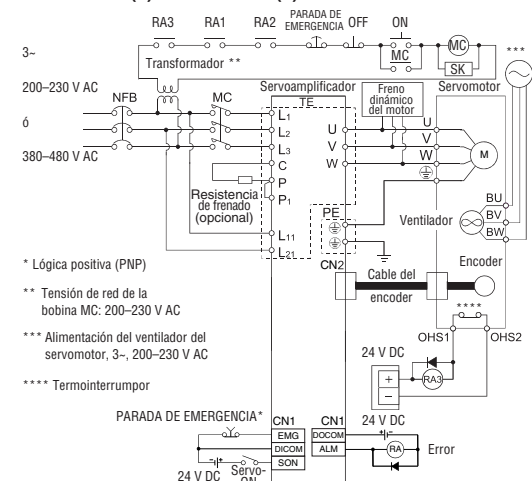 RA3 RA1 RA2 PARADA DE EMERGENCIA OFF ON
MC
MC
SK
3~
Transformador **
***
200–230 V AC
NFB
MC
Servoamplificador
TE
Freno
dinámico
del motor
Servomotor
ó
L1
L2
L3
U
V
W
U
V
W
M
380–480 V AC
C
P
P1
Resistencia
de frenado
(opcional)
PE
BU
BV
BW
Ventilador
L11
L21
* Lógica positiva (PNP)
CN2
Cable del
encoder
Encoder
** Tensión de red de la
bobina MC: 200–230 V AC
*** Alimentación del ventilador del
servomotor, 3~, 200–230 V AC
**** Termointerrumpor
****
OHS1
OHS2
24 V DC
+
−
RA3
PARADA DE EMERGENCIA*
CN1
CN1
24 V DC
EMG
DICOM
SON
DOCOM
ALM
RA
Error
24 V DC
Servo-
ON